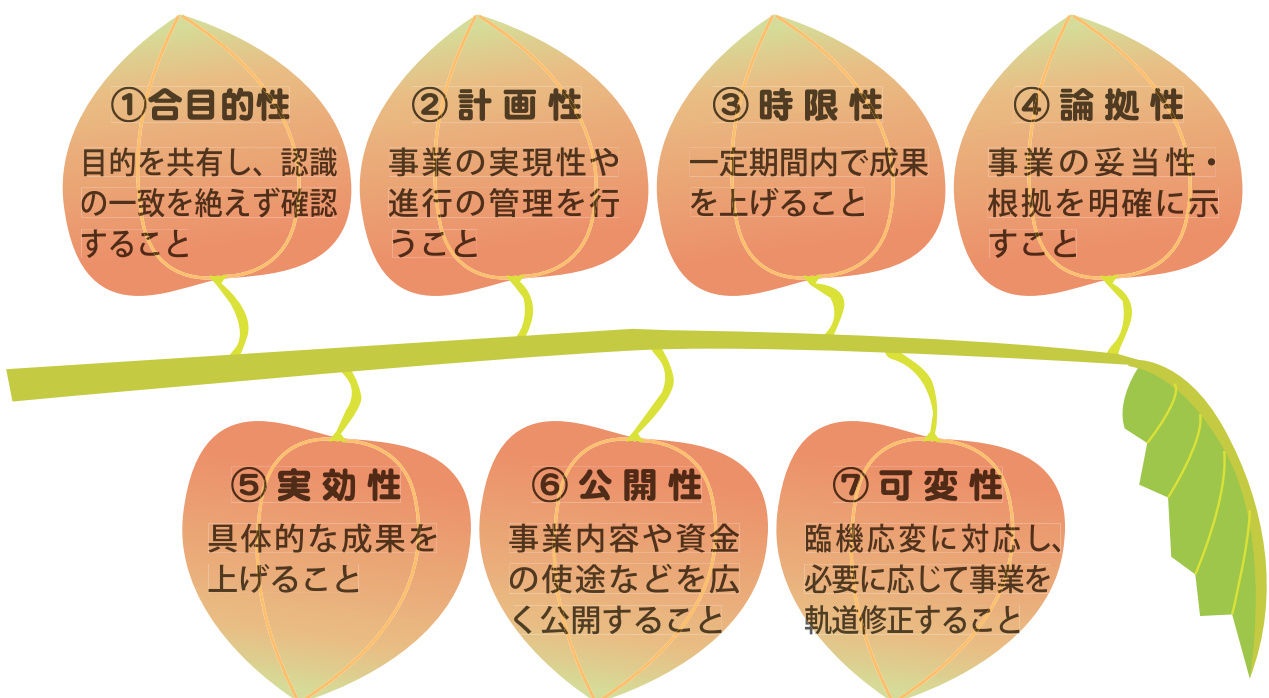 ①合目的性
目的を共有し、認識
の一致を絶えず確認
すること
②計画性
事業の実現性や
進行の管理を行
うこと
③時限性
一定期間内で成果
を上げること
④論拠性
事業の妥当性・
根拠を明確に示
すこと
⑤実効性
具体的な成果を
上げること
⑥公開性
事業内容や資金
の使途などを広
く公開すること
⑦可変性
臨機応変に対応し、
必要に応じて事業を
軌道修正すること